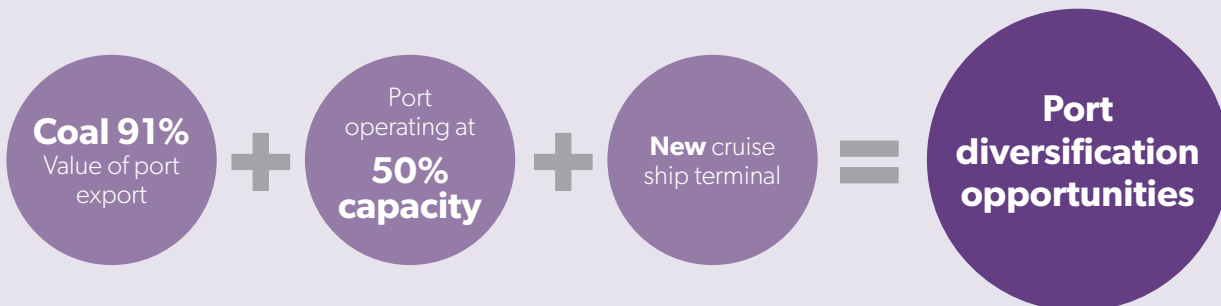 Coal 91%
Value of port
export
Port
operating at
50%
capacity
New cruise
ship terminal
Port
diversification
opportunities